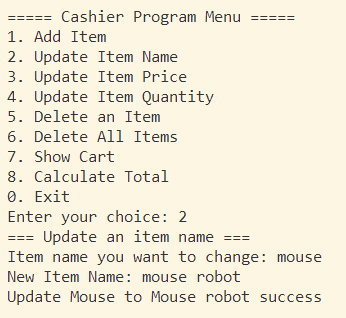 ===== Cashier Program Menu =====
1. Add Item
2. Update Item Name
3. Update Item Price
4. Update Item Quantity
5. Delete an Item
6. Delete All Items
7. Show Cart
8. Calculate Total
0. Exit
Enter your choice: 2
=== Update an item name ===
Item name you want to change: mouse
New Item Name: mouse robot
Update Mouse to Mouse robot success